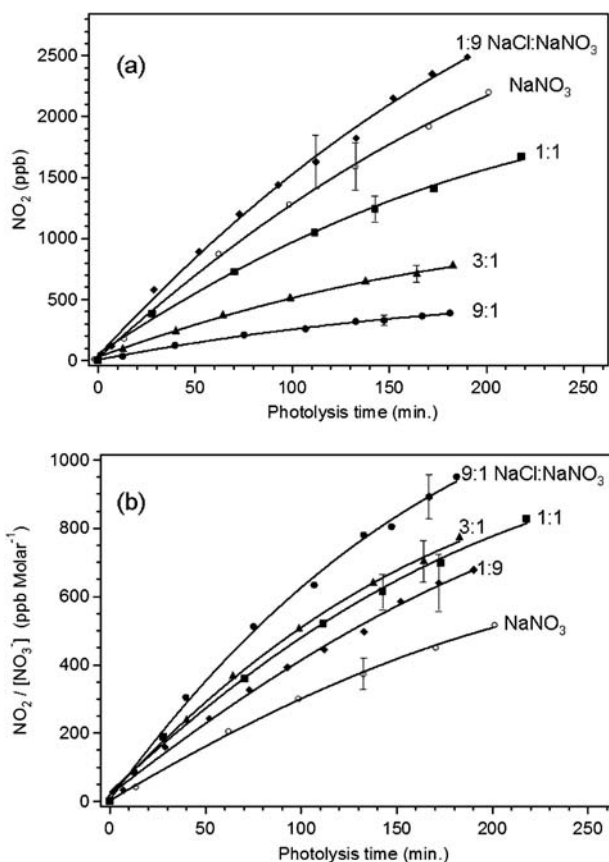 (a)
1:9 NaCl:NaNO₃
NaNO₃
1:1
3:1
9:1
NO₂ (ppb)
2500
2000
1500
1000
500
0
0 50 100 150 200 250
Photolysis time (min.)
(b)
9:1 NaCl:NaNO₃
3:1
1:1
1:9
NaNO₃
NO₂ / [NO₃⁻] (ppb Molar⁻¹)
1000
800
600
400
200
0
0 50 100 150 200 250
Photolysis time (min.)